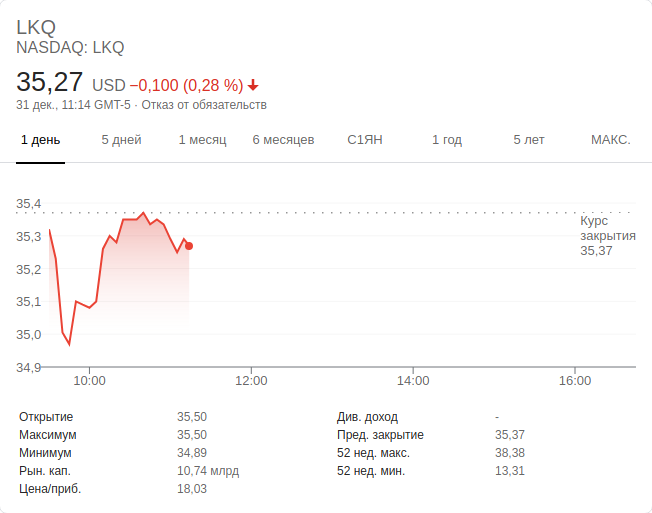 LKQ
NASDAQ: LKQ
35,27 USD −0,100 (0,28 %)
31 дек., 11:14 GMT-5 · Отказ от обязательств
1 день 5 дней 1 месяц 6 месяцев С1ЯН 1 год 5 лет МАКС.
35,4
Курс
35,3 закрытия
35,37
35,2
35,1
35,0
34,9
10:00 12:00 14:00 16:00
Открытие 35,50 Див. доход -
Максимум 35,50 Пред. закрытие 35,37
Минимум 34,89 52 нед. макс. 38,38
Рын. кап. 10,74 млрд 52 нед. мин. 13,31
Цена/приб. 18,03